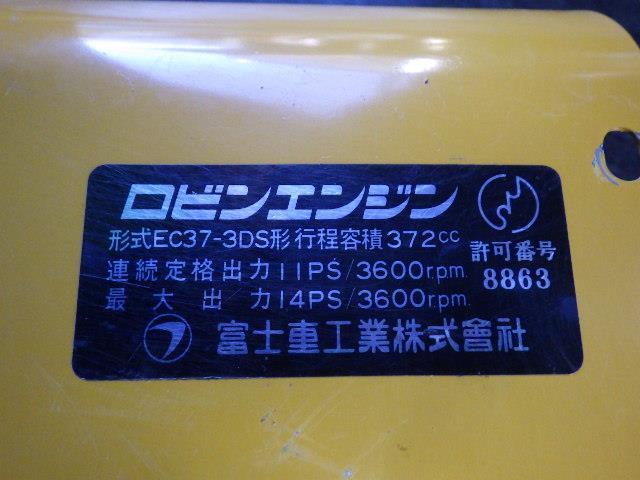 ロビンエンジン
形式EC37-3DS形行程容積372cc
連続定格出力11PS/3600rpm.
最大出力14PS/3600rpm.
許可番号
8863
富士重工業株式會社